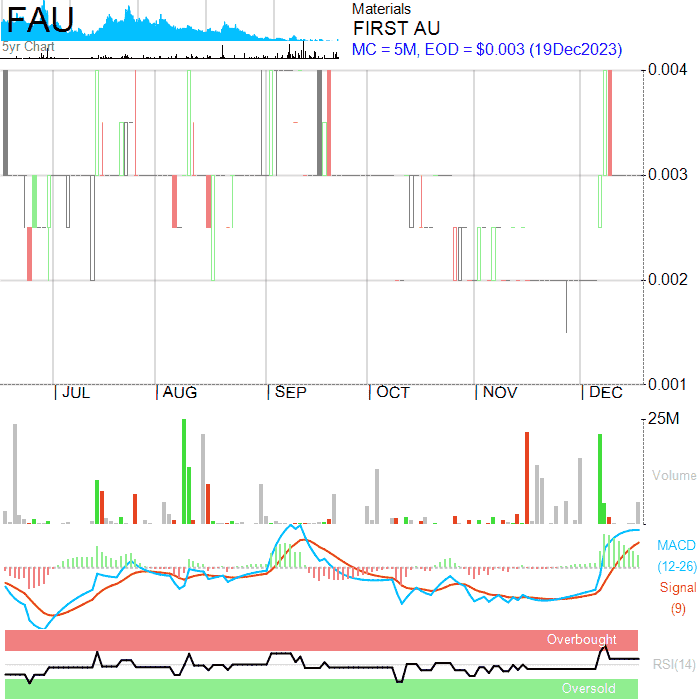 FAU
5yr Chart
Materials
FIRST AU
MC = 5M, EOD = $0.003 (19Dec2023)
0.004
0.003
0.002
0.001
JUL AUG SEP OCT NOV DEC
25M
Volume
MACD
(12-26)
Signal
(9)
Overbought
RSI(14)
Oversold